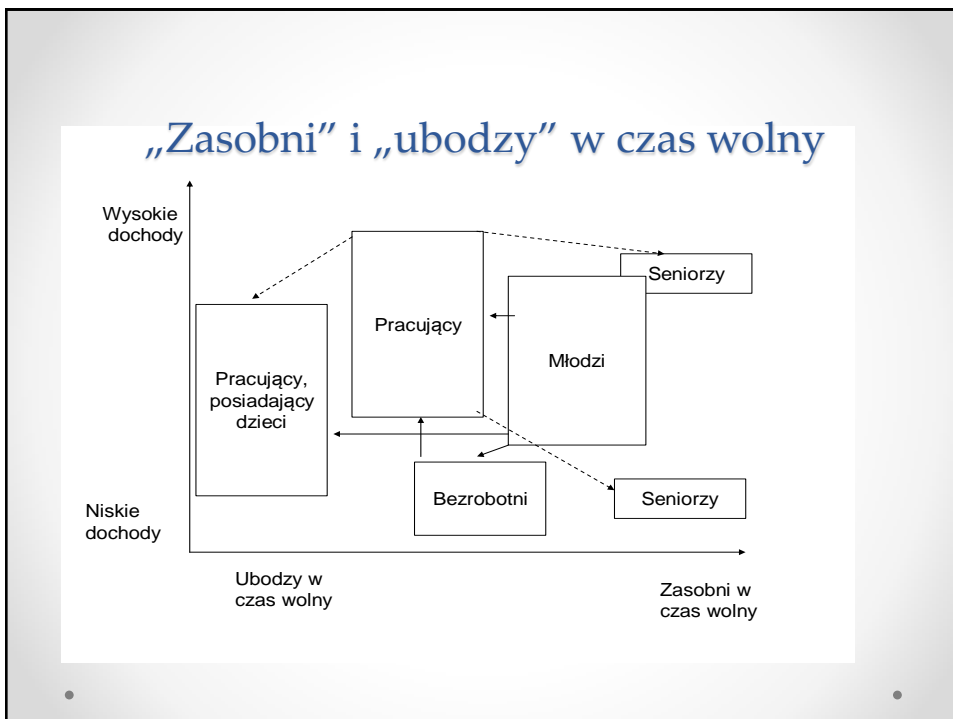 „Zasobni” i „ubodzy” w czas wolny
Wysokie
dochody
Seniorzy
Pracujący
Młodzi
Pracujący,
posiadający
dzieci
Bezrobotni
Seniorzy
Niskie
dochody
Ubodzy w
czas wolny
Zasobni w
czas wolny